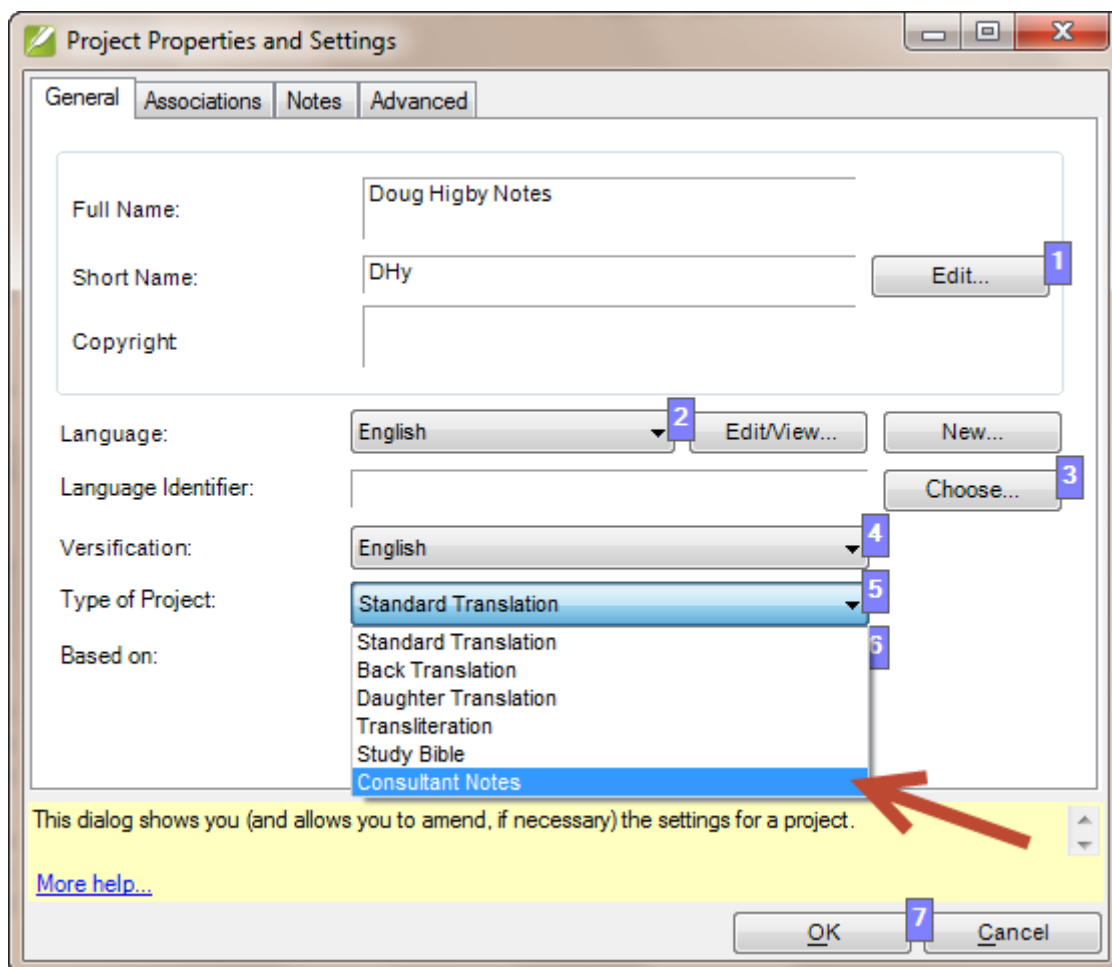 Project Properties and Settings
General Associations Notes Advanced
Full Name: Doug Higby Notes
Short Name: DHy Edit... 1
Copyright
Language: English 2 Edit/View... New...
Language Identifier: Choose... 3
Versification: English 4
Type of Project: Standard Translation 5
Based on: 6
Standard Translation
Back Translation
Daughter Translation
Transliteration
Study Bible
Consultant Notes
This dialog shows you (and allows you to amend, if necessary) the settings for a project.
More help...
OK 7 Cancel